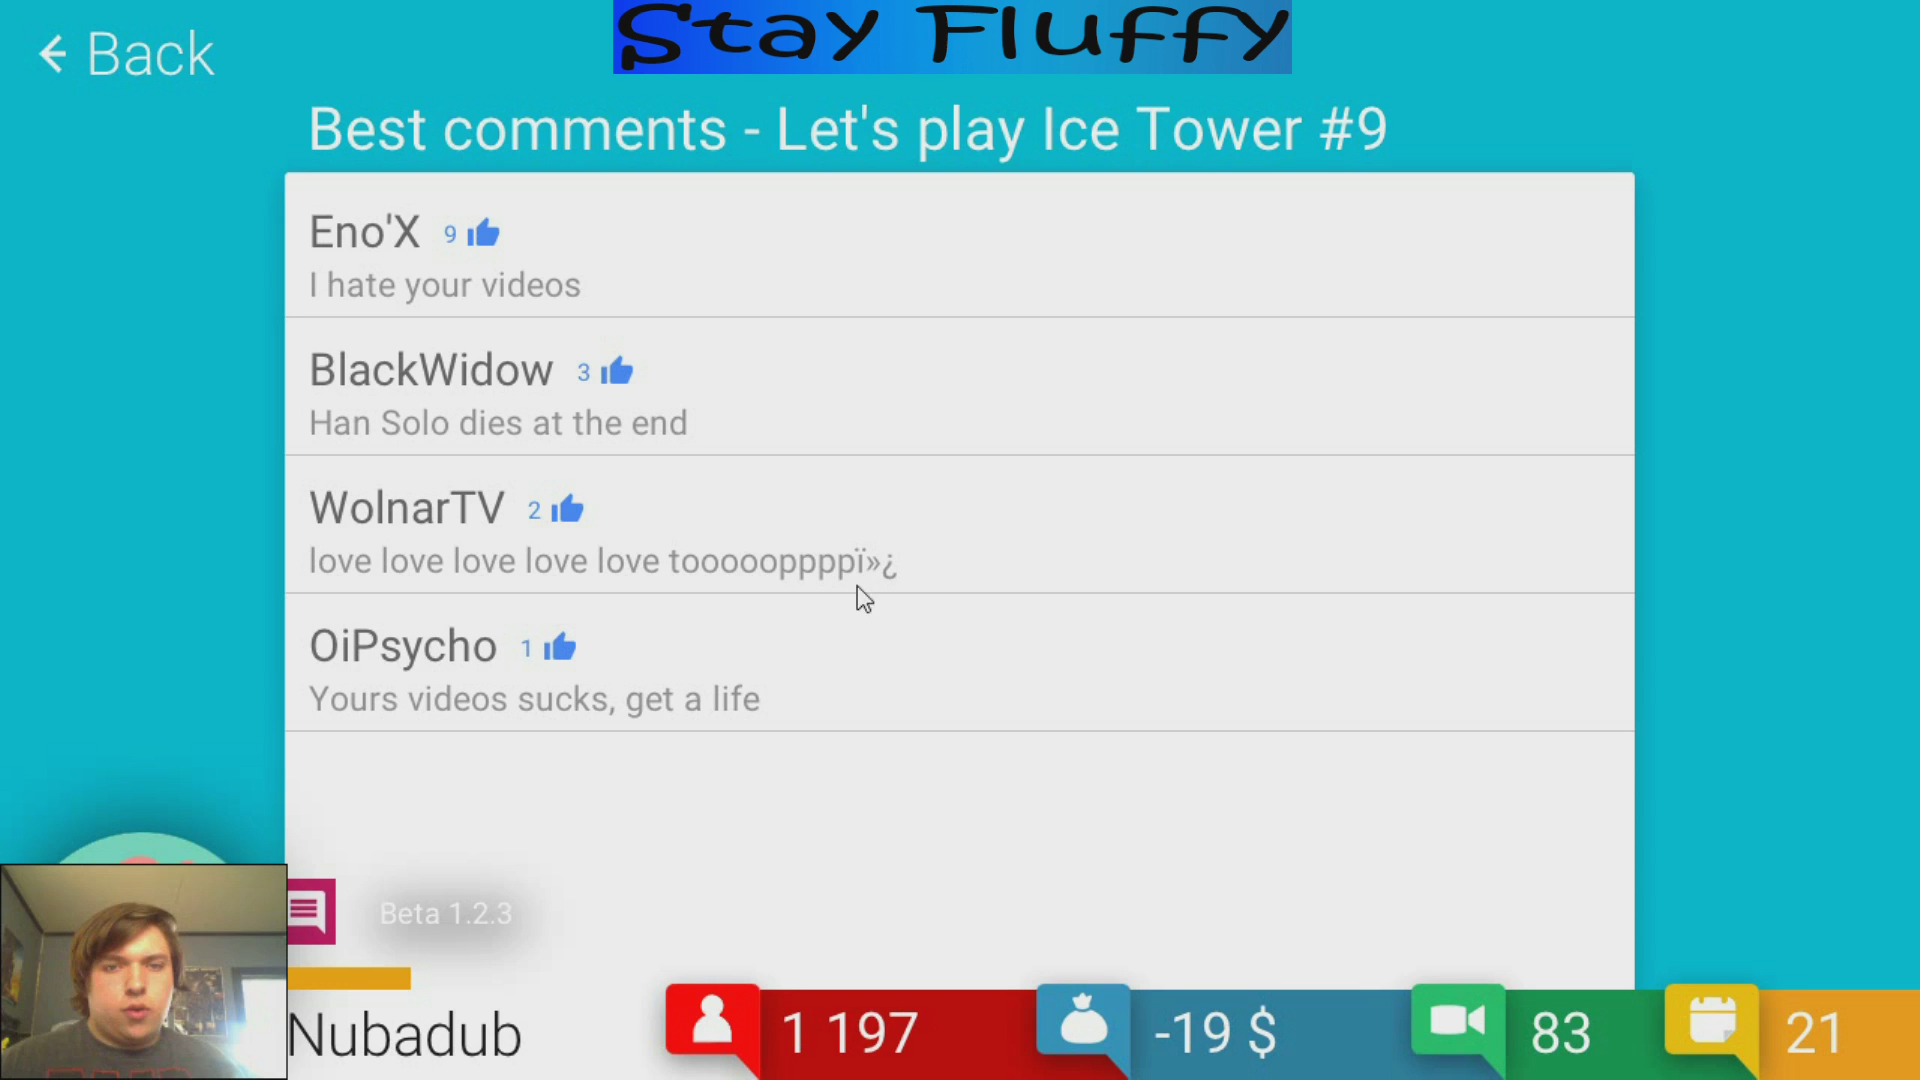 Stay Fluffy
Back
Best comments - Let's play Ice Tower #9
Eno'X 9
I hate your videos
BlackWidow 3
Han Solo dies at the end
WolnarTV 2
love love love love love toooooppppï»¿
OiPsycho 1
Yours videos sucks, get a life
Beta 1.2.3
Nubadub
1 197
-19 $
83
21